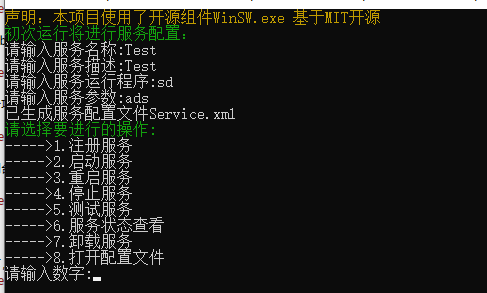 声明：本项目使用了开源组件WinSW.exe 基于MIT开源
初次运行将进行服务配置：
请输入服务名称:Test
请输入服务描述:Test
请输入服务运行程序:sd
请输入服务参数:ads
已生成服务配置文件Service.xml
请选择要进行的操作:
----->1.注册服务
----->2.启动服务
----->3.重启服务
----->4.停止服务
----->5.测试服务
----->6.服务状态查看
----->7.卸载服务
----->8.打开配置文件
请输入数字: